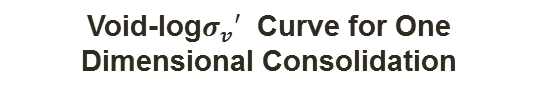 Void-log𝜎𝑣′ Curve for One
Dimensional Consolidation